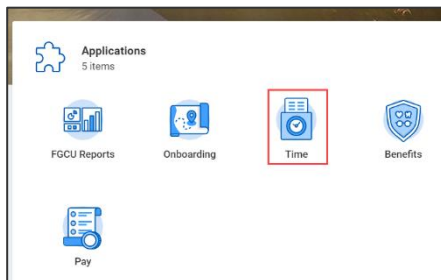 Applications
5 items
FGCU Reports
Onboarding
Time
Benefits
Pay